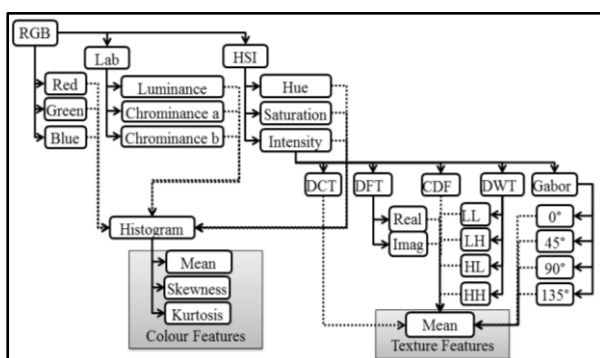 RGB
Lab
HSI
Red
Green
Blue
Luminance
Chrominance a
Chrominance b
Hue
Saturation
Intensity
DCT
DFT
CDF
DWT
Gabor
Real
Imag
LL
LH
HL
HH
0°
45°
90°
135°
Histogram
Mean
Skewness
Kurtosis
Colour Features
Mean
Texture Features